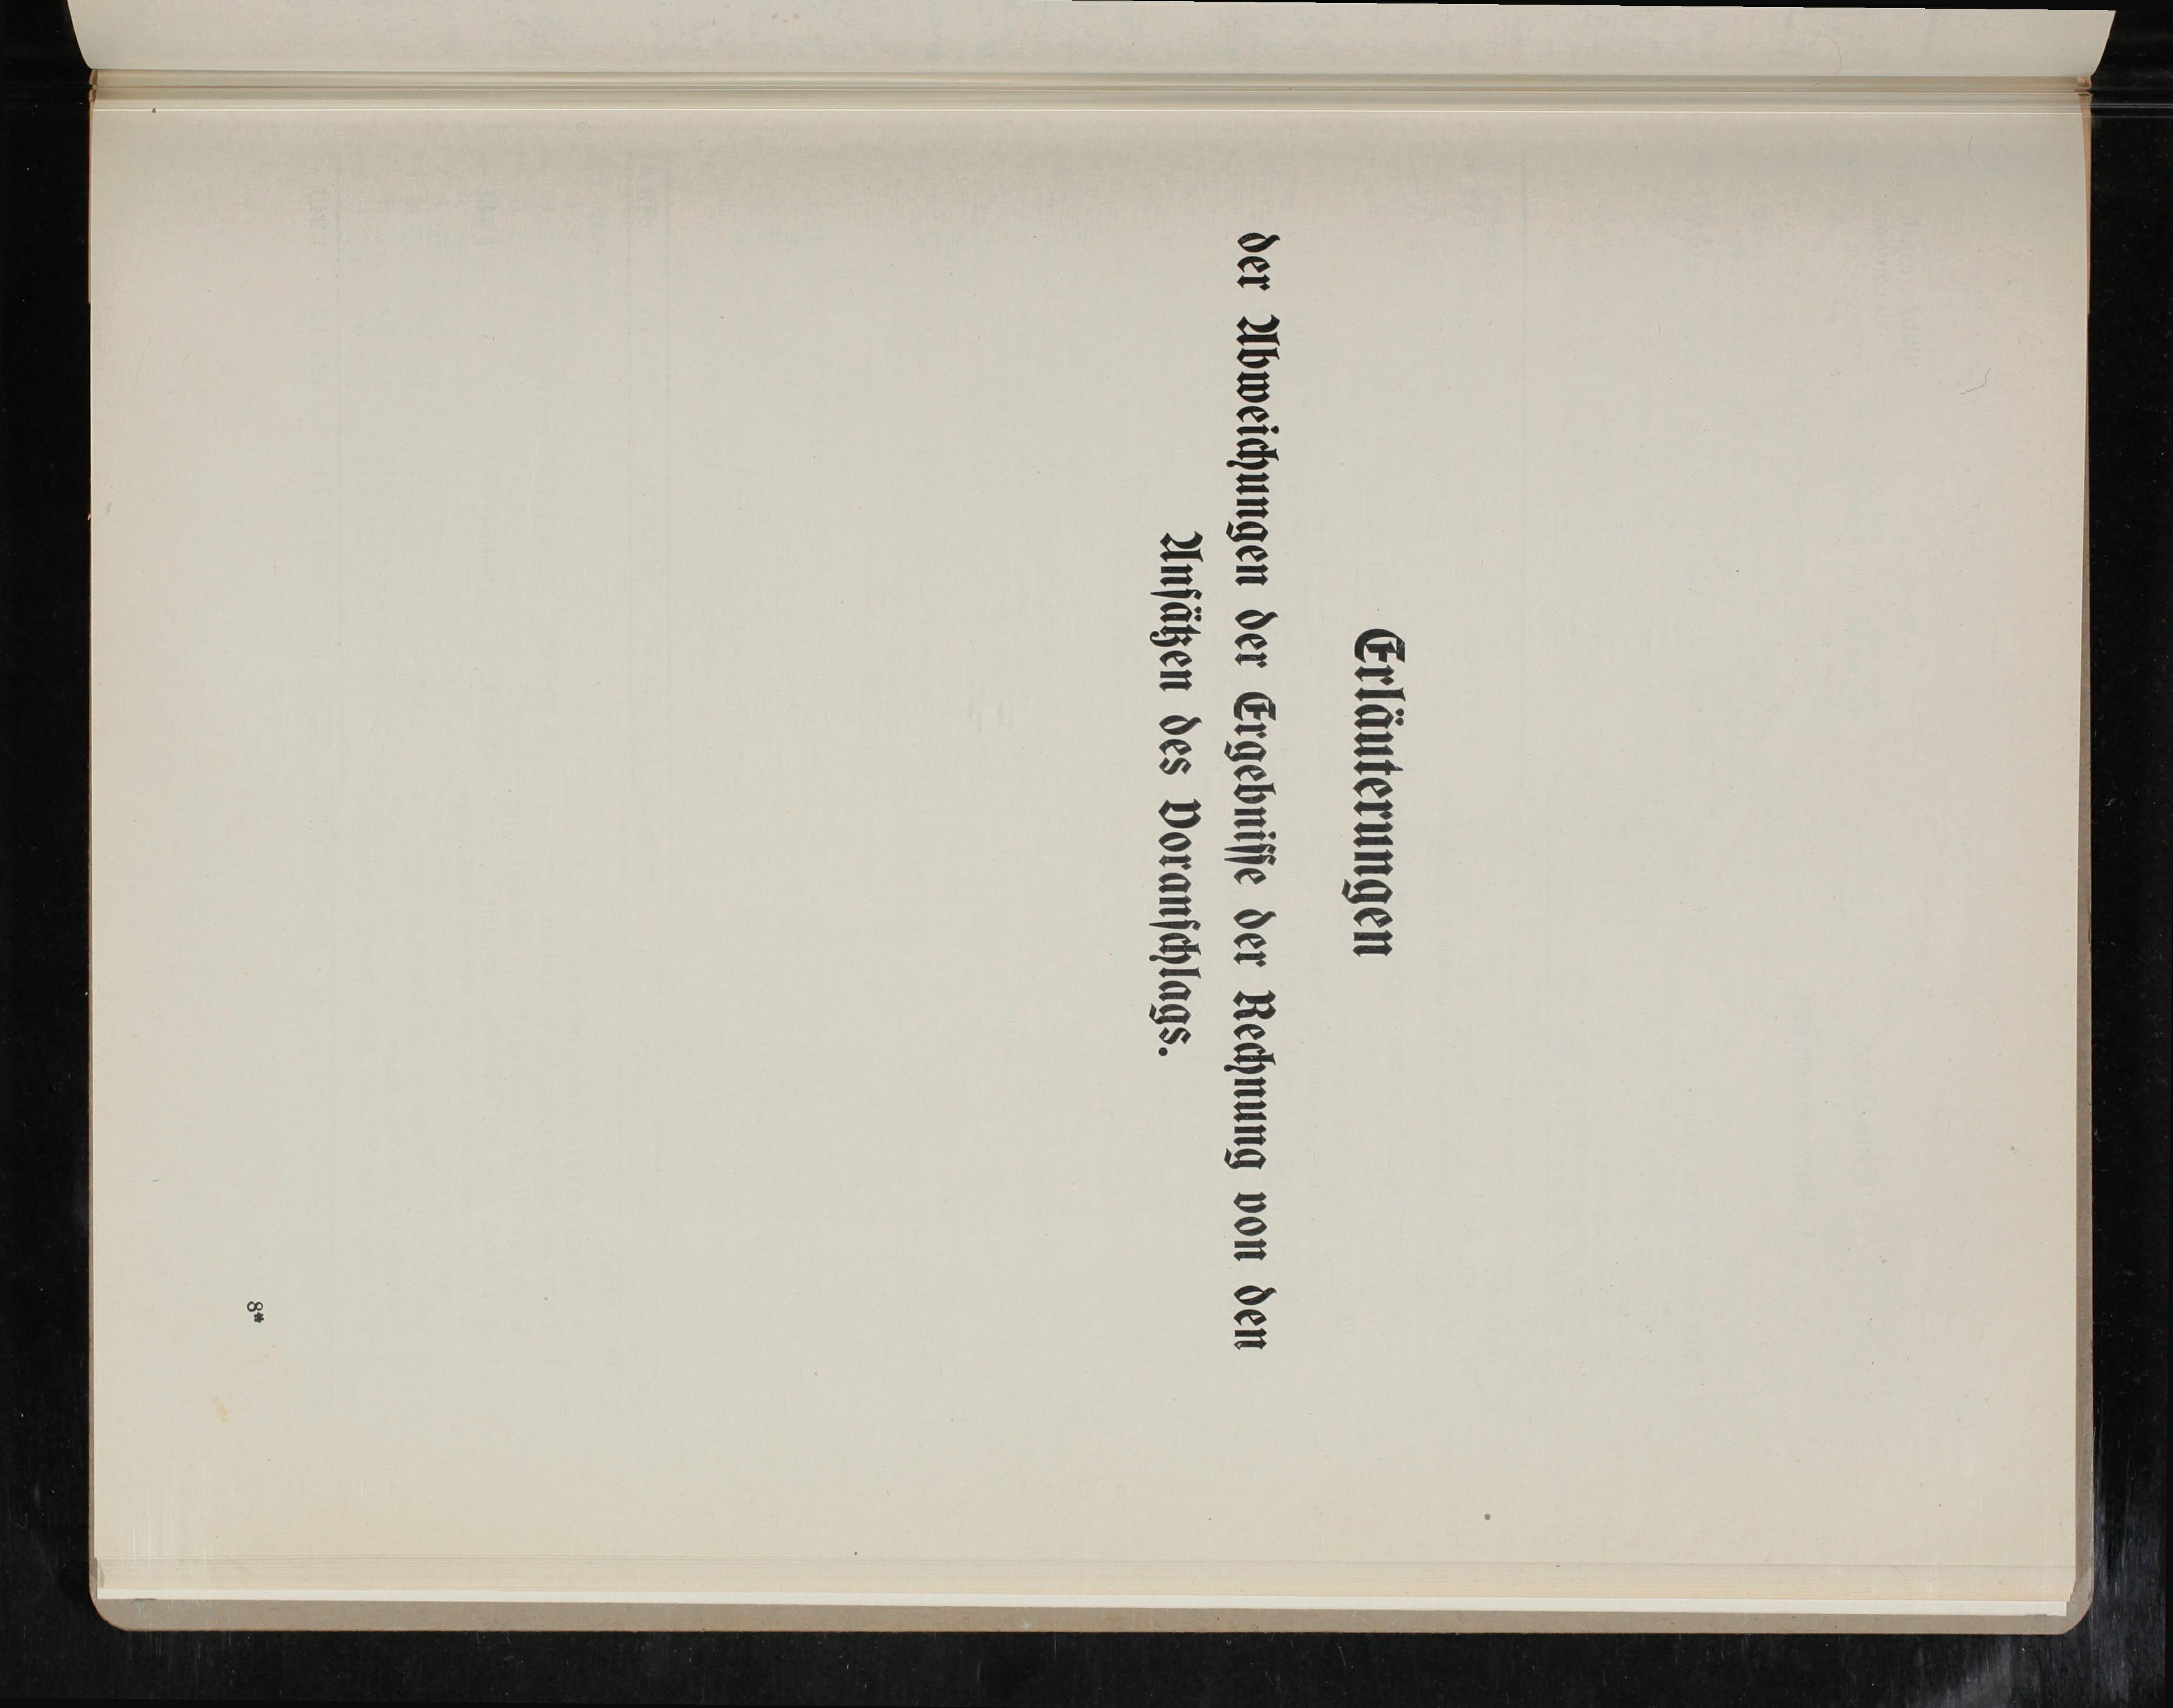 Erläuterungen
der Abweichungen der Ergebnisse der Rechnung von den
Ansätzen des Voranschlags.
8*